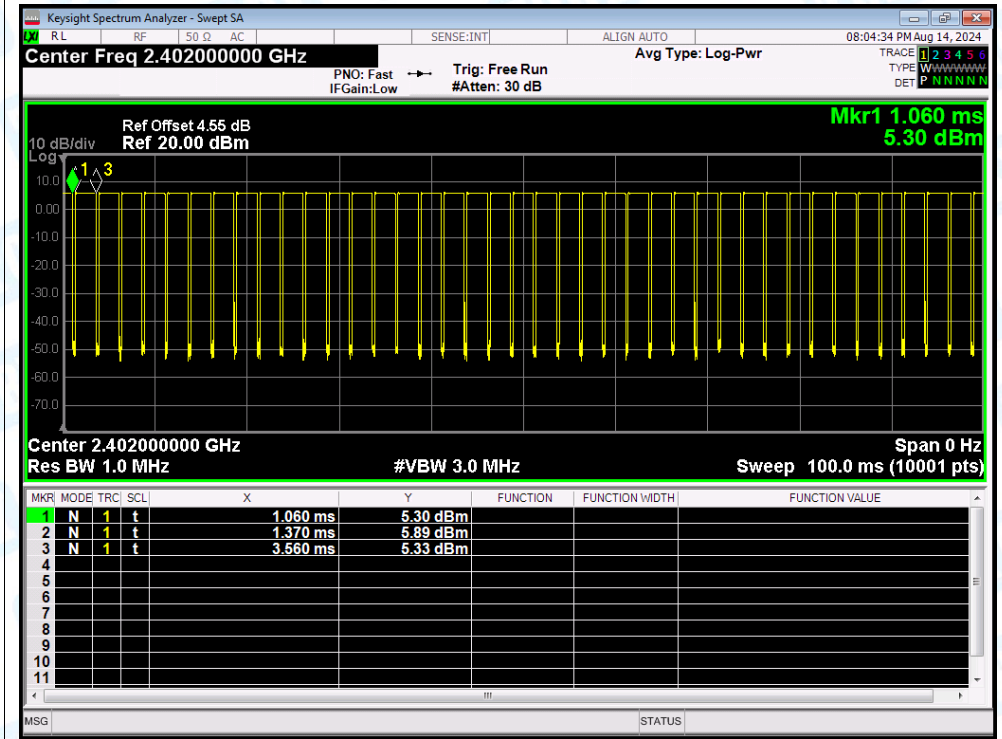 Keysight Spectrum Analyzer - Swept SA
LXI RL RF 50 Ω AC SENSE:INT ALIGN AUTO 08:04:34 PM Aug 14, 2024
Center Freq 2.402000000 GHz Avg Type: Log-Pwr TRACE 1 2 3 4 5 6
PNO: Fast Trig: Free Run TYPE WWWWWW
IFGain:Low #Atten: 30 dB DET P N N N N N
Mkr1 1.060 ms
5.30 dBm
Ref Offset 4.55 dB
10 dB/div Ref 20.00 dBm
Log
1 3
10.0
0.00
-10.0
-20.0
-30.0
-40.0
-50.0
-60.0
-70.0
Center 2.402000000 GHz Span 0 Hz
Res BW 1.0 MHz #VBW 3.0 MHz Sweep 100.0 ms (10001 pts)
MKR MODE TRC SCL X Y FUNCTION FUNCTION WIDTH FUNCTION VALUE
1 N 1 t 1.060 ms 5.30 dBm
2 N 1 t 1.370 ms 5.89 dBm
3 N 1 t 3.560 ms 5.33 dBm
4
5
6
7
8
9
10
11
MSG STATUS